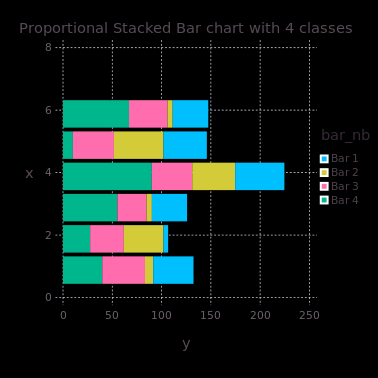 Proportional Stacked Bar chart with 4 classes
8
6
4
2
0
x
0 50 100 150 200 250
y
bar_nb
Bar 1
Bar 2
Bar 3
Bar 4